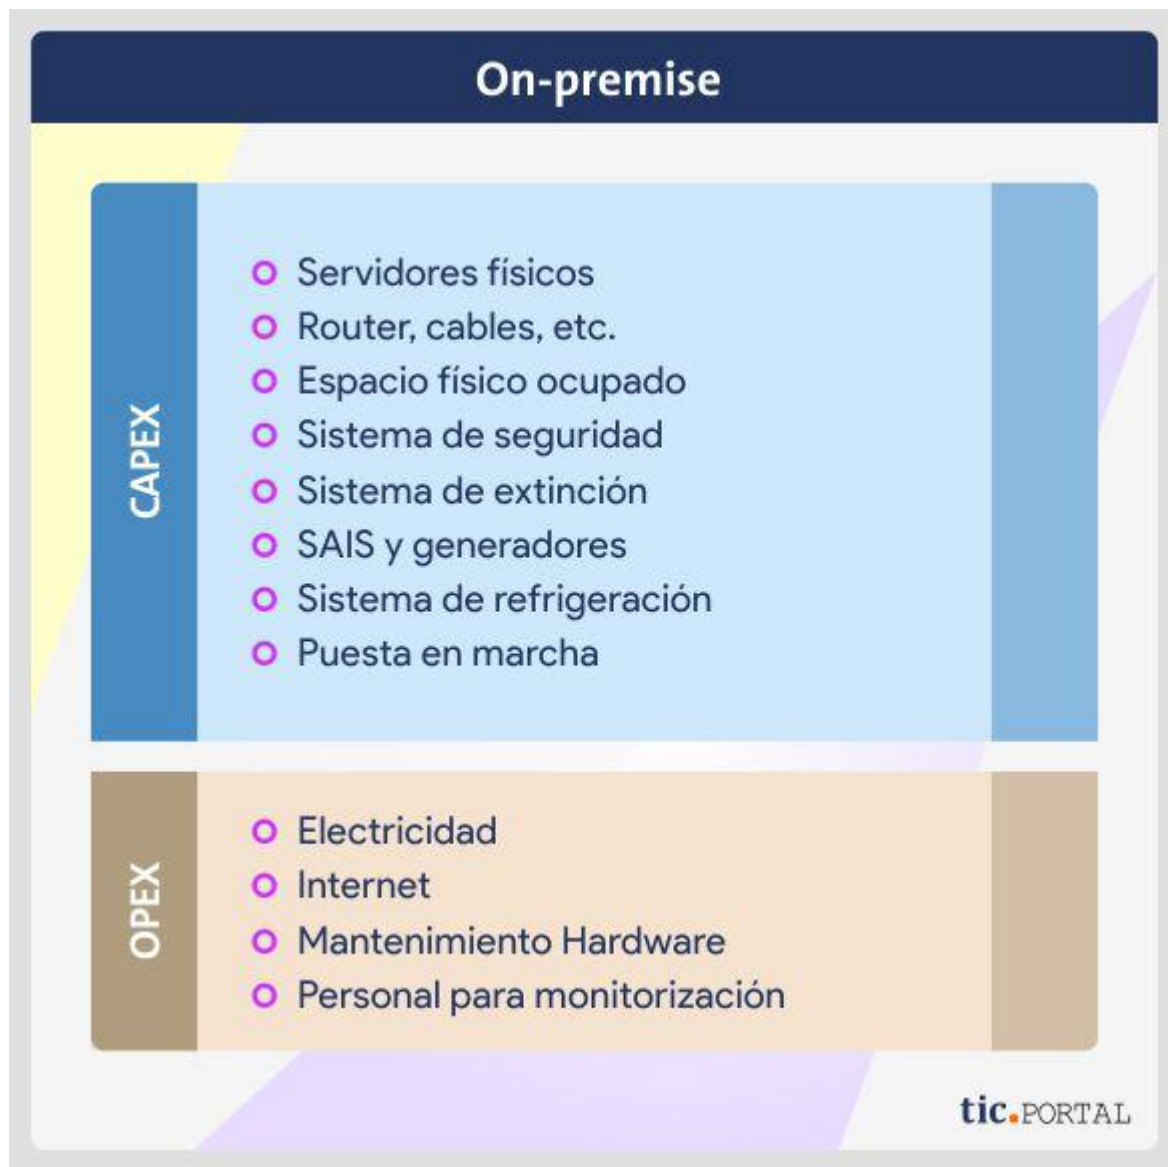 On-premise
CAPEX
Servidores físicos
Router, cables, etc.
Espacio físico ocupado
Sistema de seguridad
Sistema de extinción
SAIS y generadores
Sistema de refrigeración
Puesta en marcha
OPEX
Electricidad
Internet
Mantenimiento Hardware
Personal para monitorización
tic.PORTAL